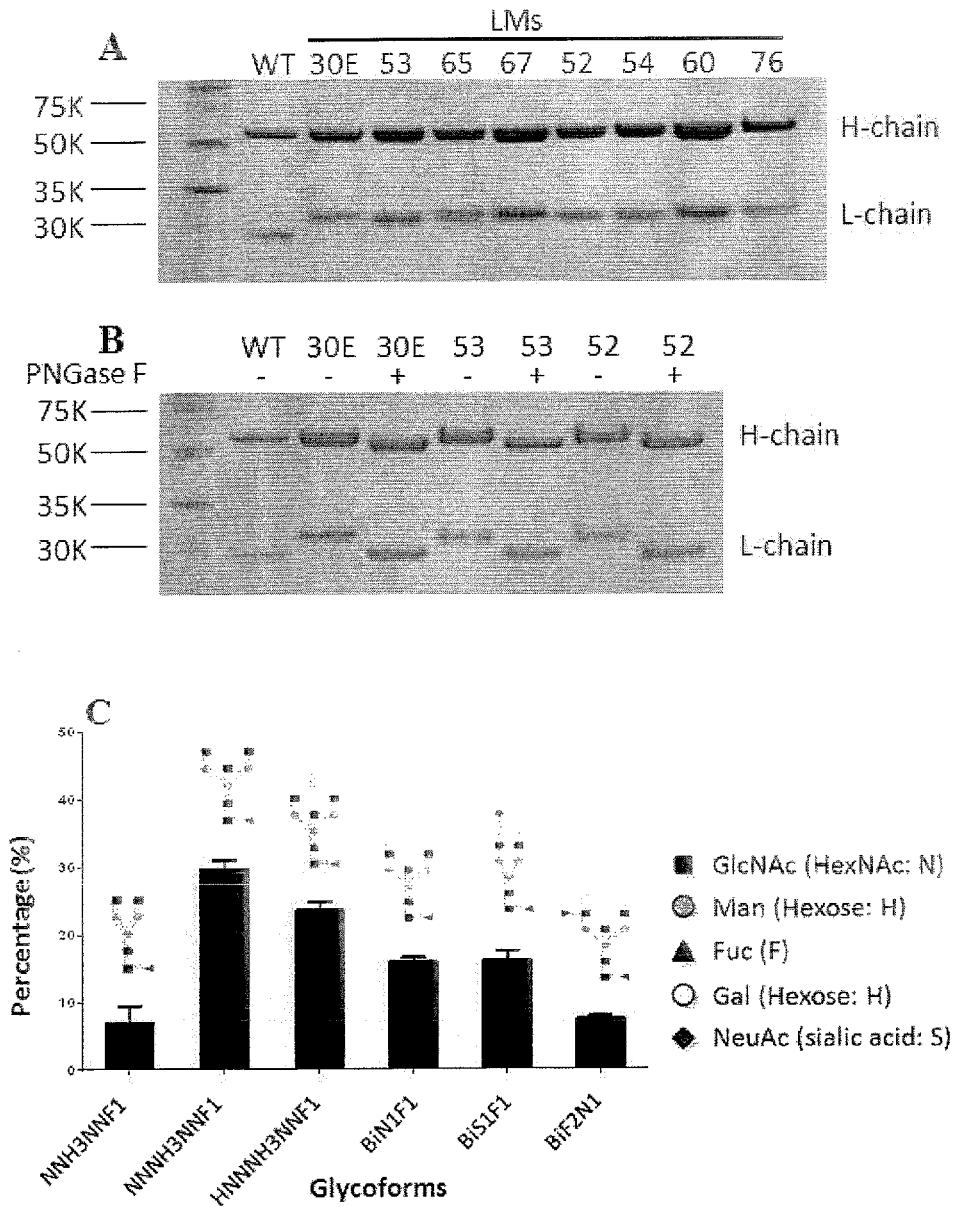 A
LMs
WT 30E 53 65 67 52 54 60 76
75K
50K
35K
30K
H-chain
L-chain
B
WT 30E 30E 53 53 52 52
PNGase F - - + - + - +
75K
50K
35K
30K
H-chain
L-chain
C
50
40
30
20
10
0
Percentage (%)
NNH3NNF1
NNNH3NNF1
HNNNH3NNF1
BiN1F1
BiS1F1
BiF2N1
Glycoforms
GlcNAc (HexNAc: N)
Man (Hexose: H)
Fuc (F)
Gal (Hexose: H)
NeuAc (sialic acid: S)